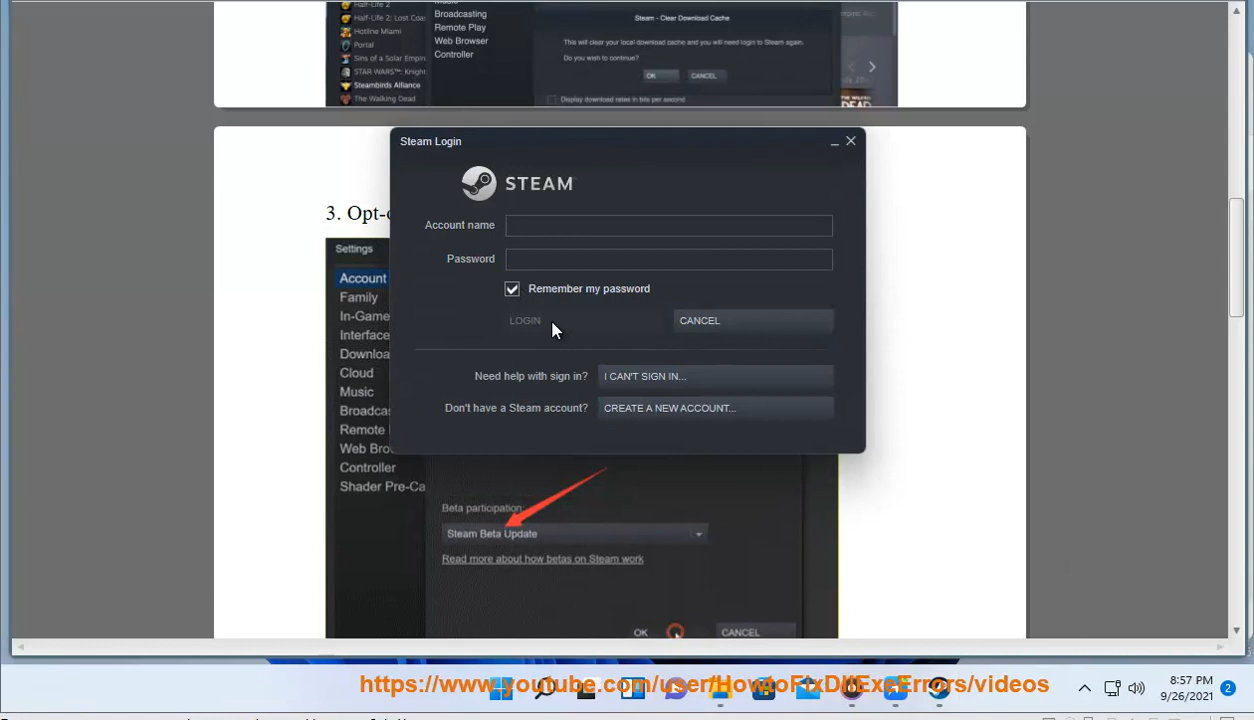 Half-Life 2
Half-Life 2: Lost Coas
Hotline Miami
Portal
Sins of a Solar Empir
STAR WARS™: Knigh
Steambirds Alliance
The Walking Dead
Broadcasting
Remote Play
Web Browser
Controller
Steam - Clear Download Cache
This will clear your local download cache and you will need login to Steam again.
Do you wish to continue?
OK
CANCEL
Display download rates in bits per second
DEAD
3. Opt-
Settings
Account
Family
In-Game
Interface
Downloa
Cloud
Music
Broadcas
Remote
Web Bro
Controller
Shader Pre-Ca
Steam Login
STEAM
Account name
Password
Remember my password
LOGIN
CANCEL
Need help with sign in?
I CAN'T SIGN IN...
Don't have a Steam account?
CREATE A NEW ACCOUNT...
Beta participation:
Steam Beta Update
Read more about how betas on Steam work
OK
CANCEL
https://www.youtube.com/user/HowtoFixDllExeErrors/videos
8:57 PM
9/26/2021
2